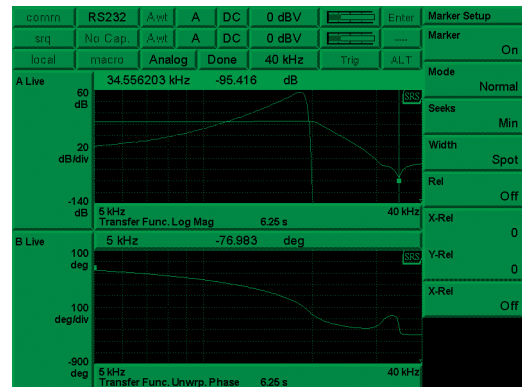 comm RS232 Awt A DC 0 dBV Enter
srq No Cap. Awt A DC 0 dBV ----
local macro Analog Done 40 kHz Trig ALT
Marker Setup
Marker
On
Mode
Normal
Seeks
Min
Width
Spot
Rel
Off
X-Rel
0
Y-Rel
0
X-Rel
Off
A Live 34.556203 kHz -95.416 dB
60
dB
SRS
20
dB/div
-140
dB
5 kHz 40 kHz
Transfer Func. Log Mag 6.25 s
B Live 5 kHz -76.983 deg
100
deg
SRS
100
deg/div
-900
deg
5 kHz 40 kHz
Transfer Func. Unwrp. Phase 6.25 s